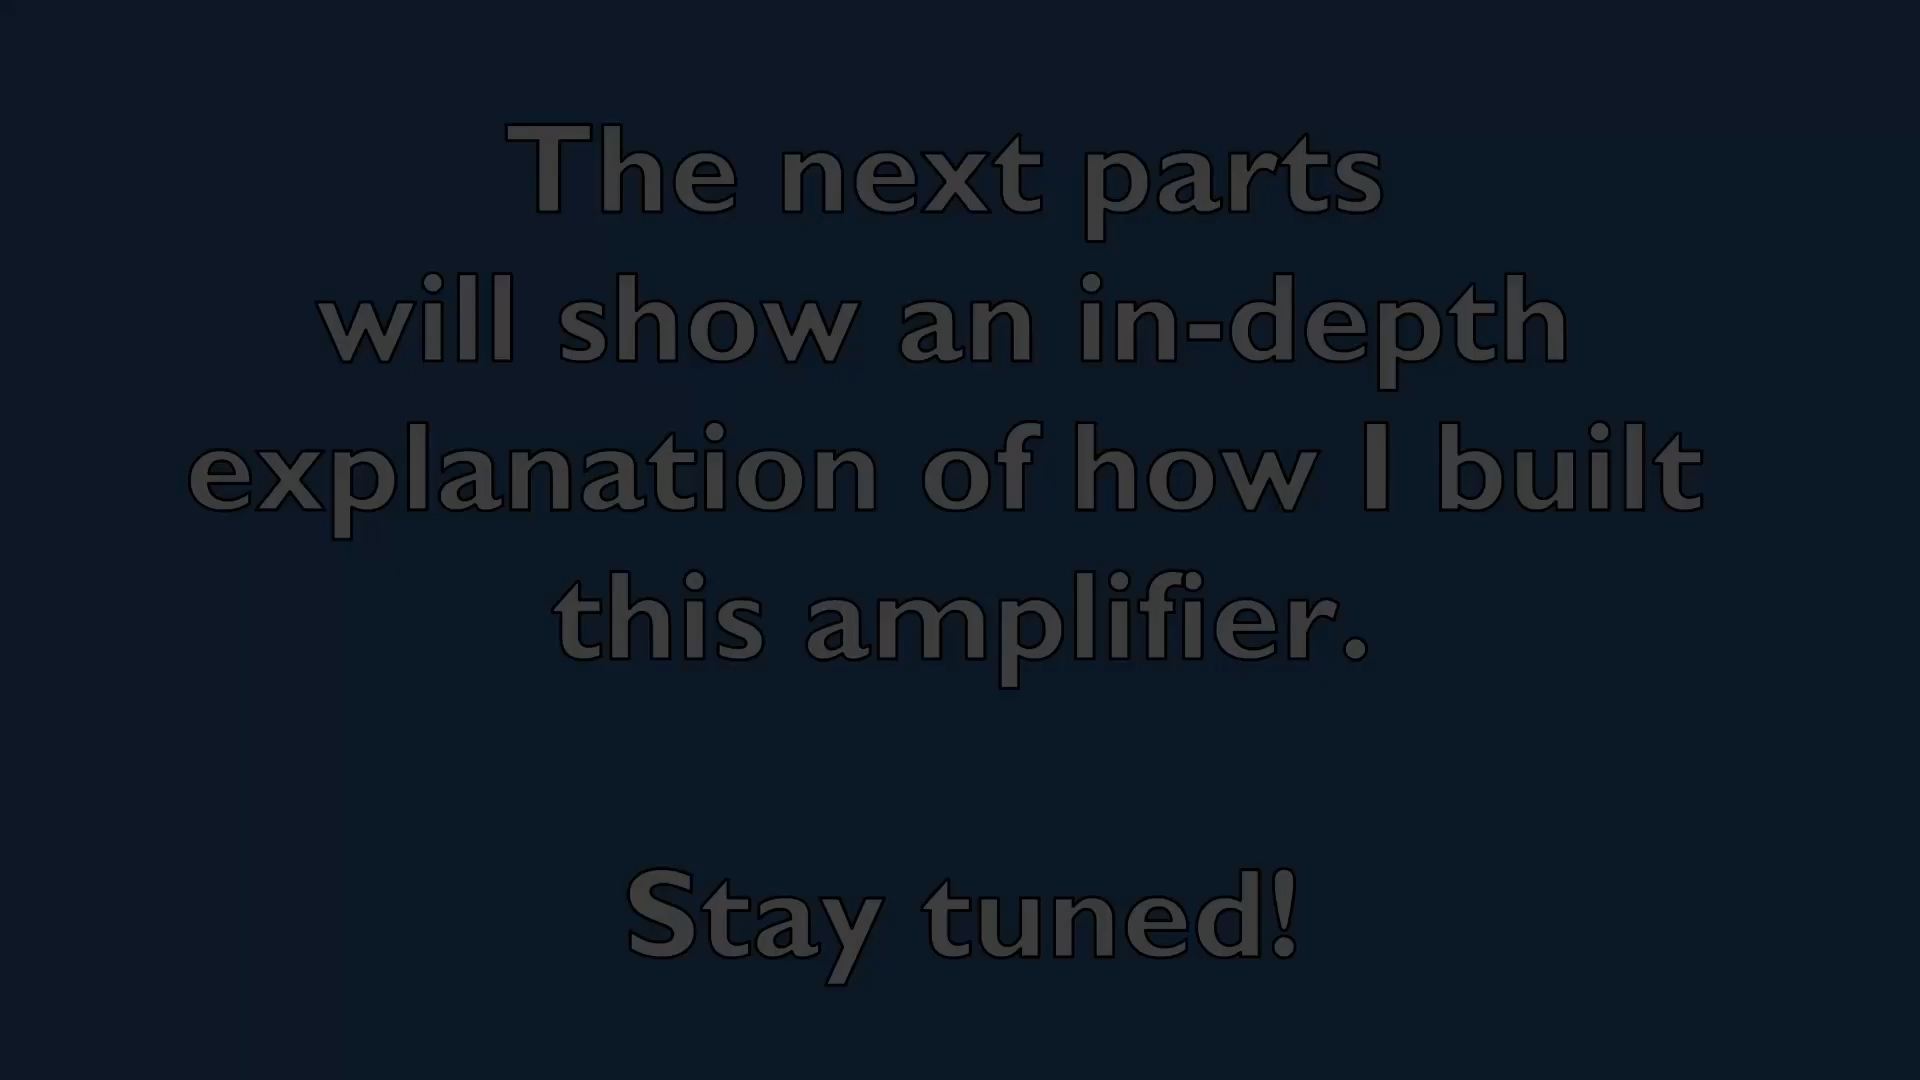 The next parts
will show an in-depth
explanation of how I built
this amplifier.
Stay tuned!